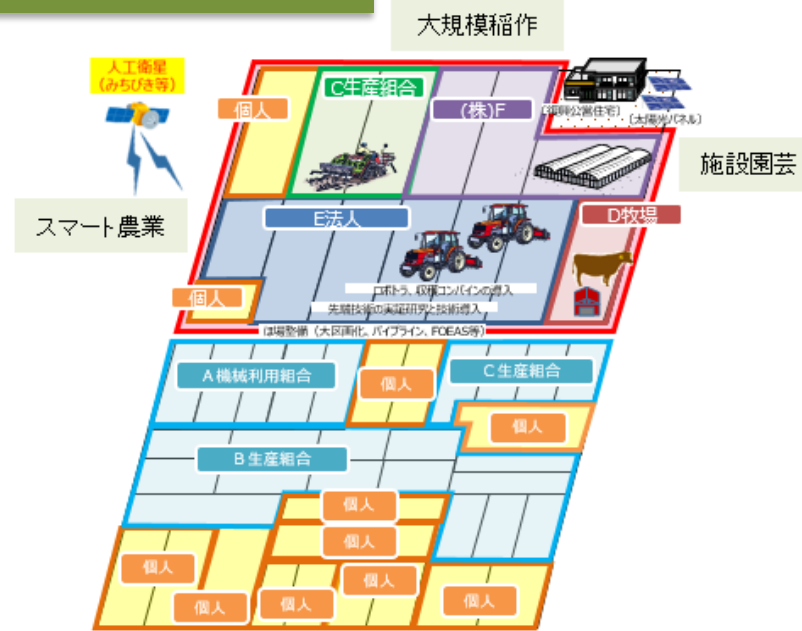 大規模稲作
人工衛星
(みちびき等)
個人
C生産組合
(株)F
〔復興公営住宅〕
〔太陽光パネル〕
施設園芸
スマート農業
E法人
D牧場
個人
ロボトラ、収穫コンバインの導入
先端技術の実証研究と技術導入
ほ場整備（大区画化、パイプライン、FOEAS等）
A機械利用組合
個人
C生産組合
個人
B生産組合
個人
個人
個人
個人
個人
個人
個人